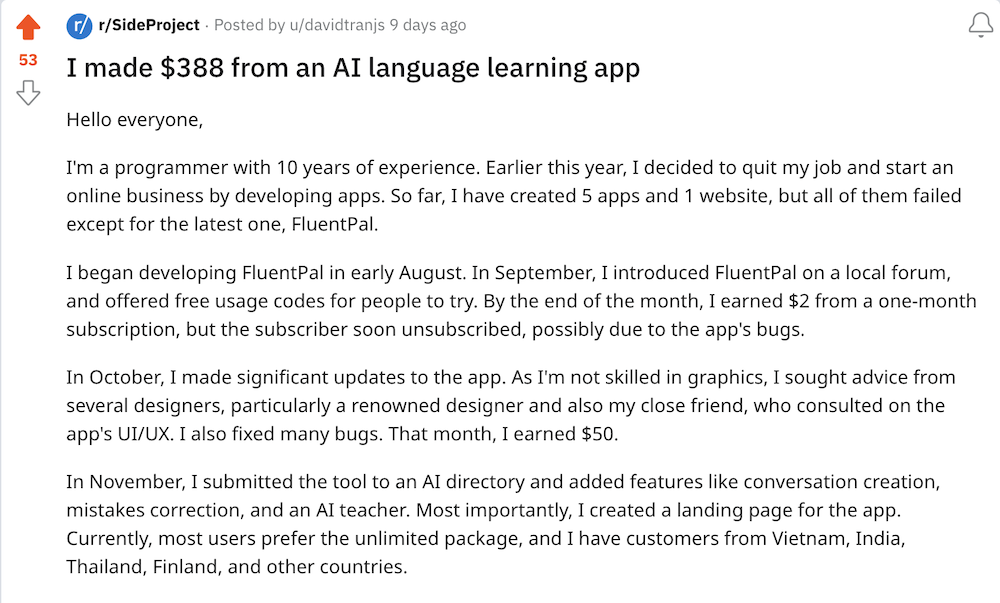 r/SideProject · Posted by u/davidtranjs 9 days ago
53
I made $388 from an AI language learning app
Hello everyone,
I'm a programmer with 10 years of experience. Earlier this year, I decided to quit my job and start an
online business by developing apps. So far, I have created 5 apps and 1 website, but all of them failed
except for the latest one, FluentPal.
I began developing FluentPal in early August. In September, I introduced FluentPal on a local forum,
and offered free usage codes for people to try. By the end of the month, I earned $2 from a one-month
subscription, but the subscriber soon unsubscribed, possibly due to the app's bugs.
In October, I made significant updates to the app. As I'm not skilled in graphics, I sought advice from
several designers, particularly a renowned designer and also my close friend, who consulted on the
app's UI/UX. I also fixed many bugs. That month, I earned $50.
In November, I submitted the tool to an AI directory and added features like conversation creation,
mistakes correction, and an AI teacher. Most importantly, I created a landing page for the app.
Currently, most users prefer the unlimited package, and I have customers from Vietnam, India,
Thailand, Finland, and other countries.